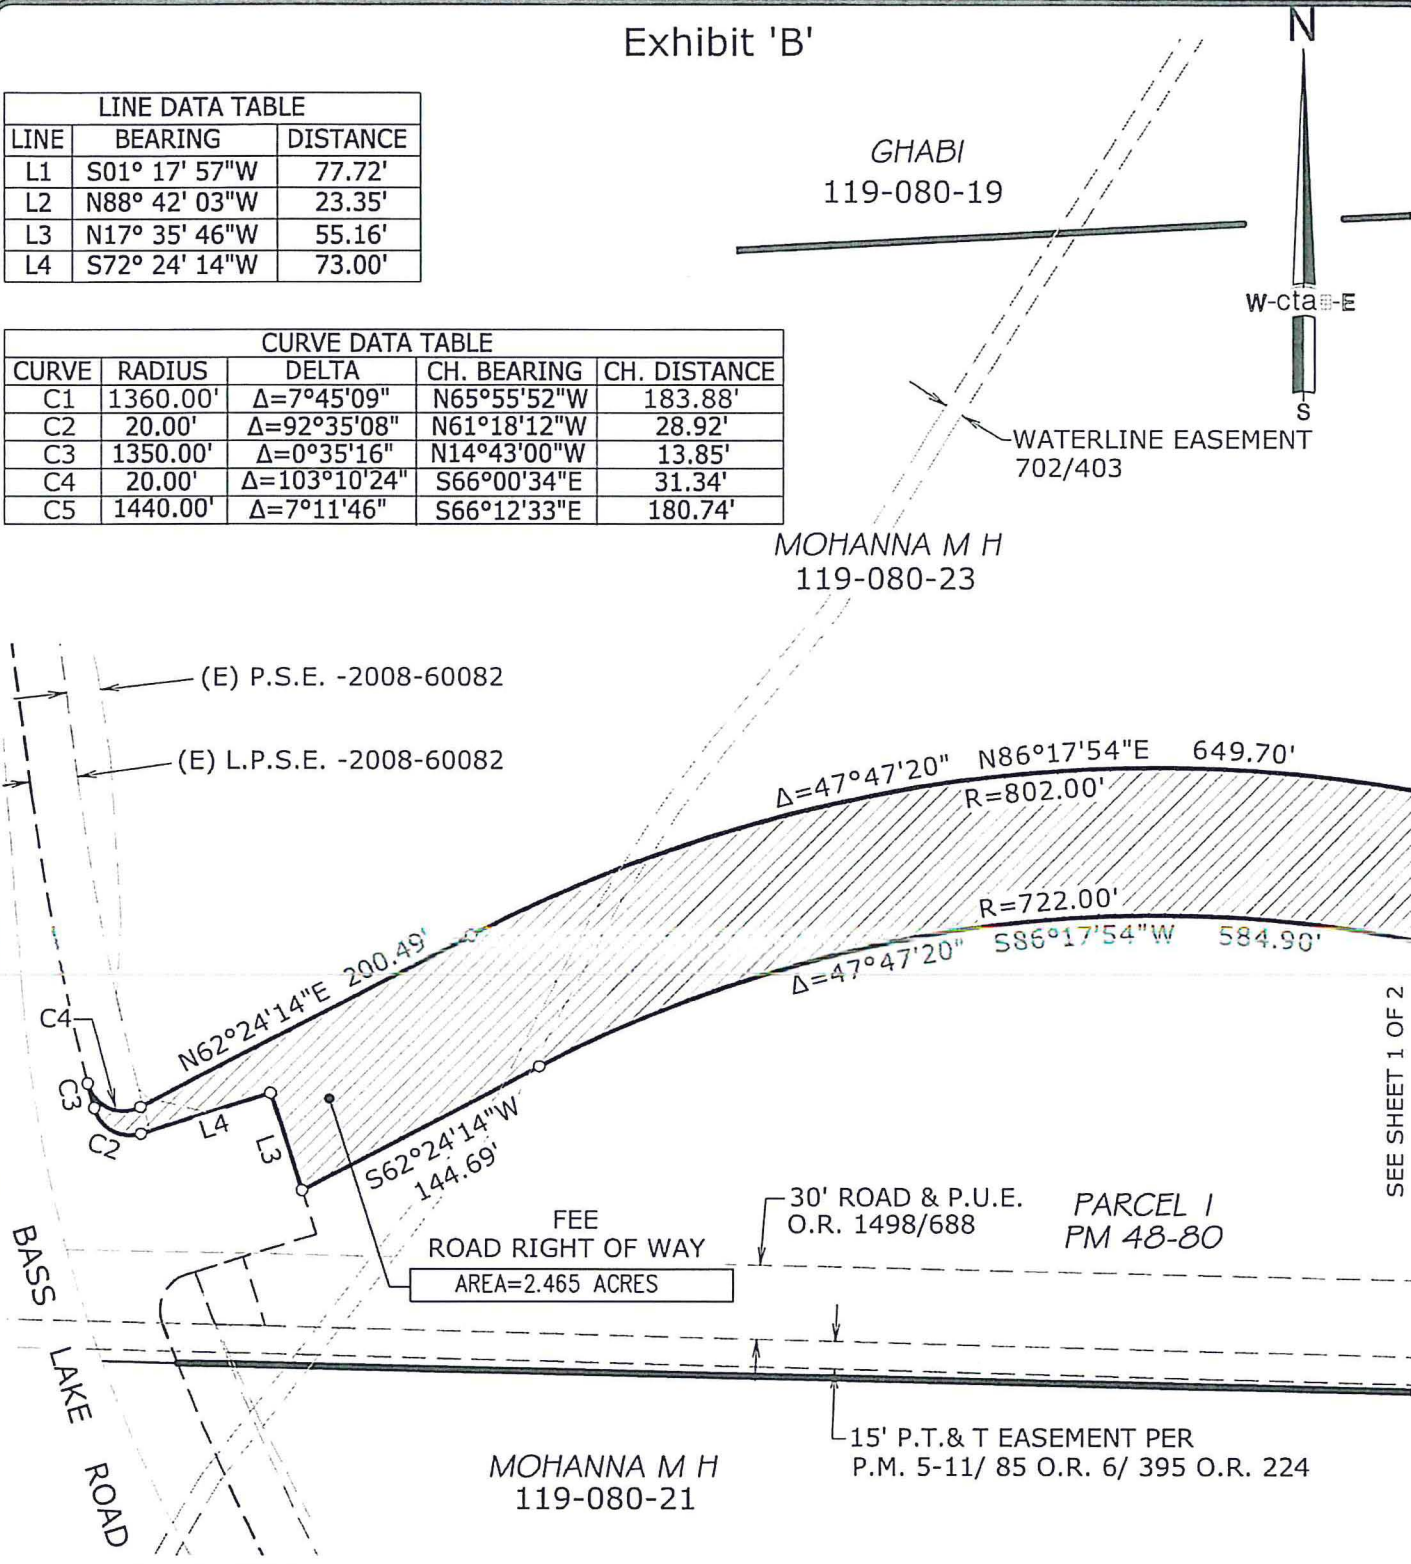 Exhibit 'B'
N
LINE DATA TABLE
LINE BEARING DISTANCE
L1 S01° 17' 57"W 77.72'
L2 N88° 42' 03"W 23.35'
L3 N17° 35' 46"W 55.16'
L4 S72° 24' 14"W 73.00'
GHABI
119-080-19
W-cta-E
S
CURVE DATA TABLE
CURVE RADIUS DELTA CH. BEARING CH. DISTANCE
C1 1360.00' Δ=7°45'09" N65°55'52"W 183.88'
C2 20.00' Δ=92°35'08" N61°18'12"W 28.92'
C3 1350.00' Δ=0°35'16" N14°43'00"W 13.85'
C4 20.00' Δ=103°10'24" S66°00'34"E 31.34'
C5 1440.00' Δ=7°11'46" S66°12'33"E 180.74'
WATERLINE EASEMENT
702/403
MOHANNA M H
119-080-23
(E) P.S.E. -2008-60082
(E) L.P.S.E. -2008-60082
Δ=47°47'20" N86°17'54"E 649.70'
R=802.00'
R=722.00'
Δ=47°47'20" S86°17'54"W 584.90'
N62°24'14"E 200.49'
C4
C3
C2
L4
L3
S62°24'14"W
144.69'
SEE SHEET 1 OF 2
FEE
ROAD RIGHT OF WAY
AREA=2.465 ACRES
30' ROAD & P.U.E.
O.R. 1498/688
PARCEL 1
PM 48-80
BASS LAKE ROAD
15' P.T.& T EASEMENT PER
P.M. 5-11/ 85 O.R. 6/ 395 O.R. 224
MOHANNA M H
119-080-21